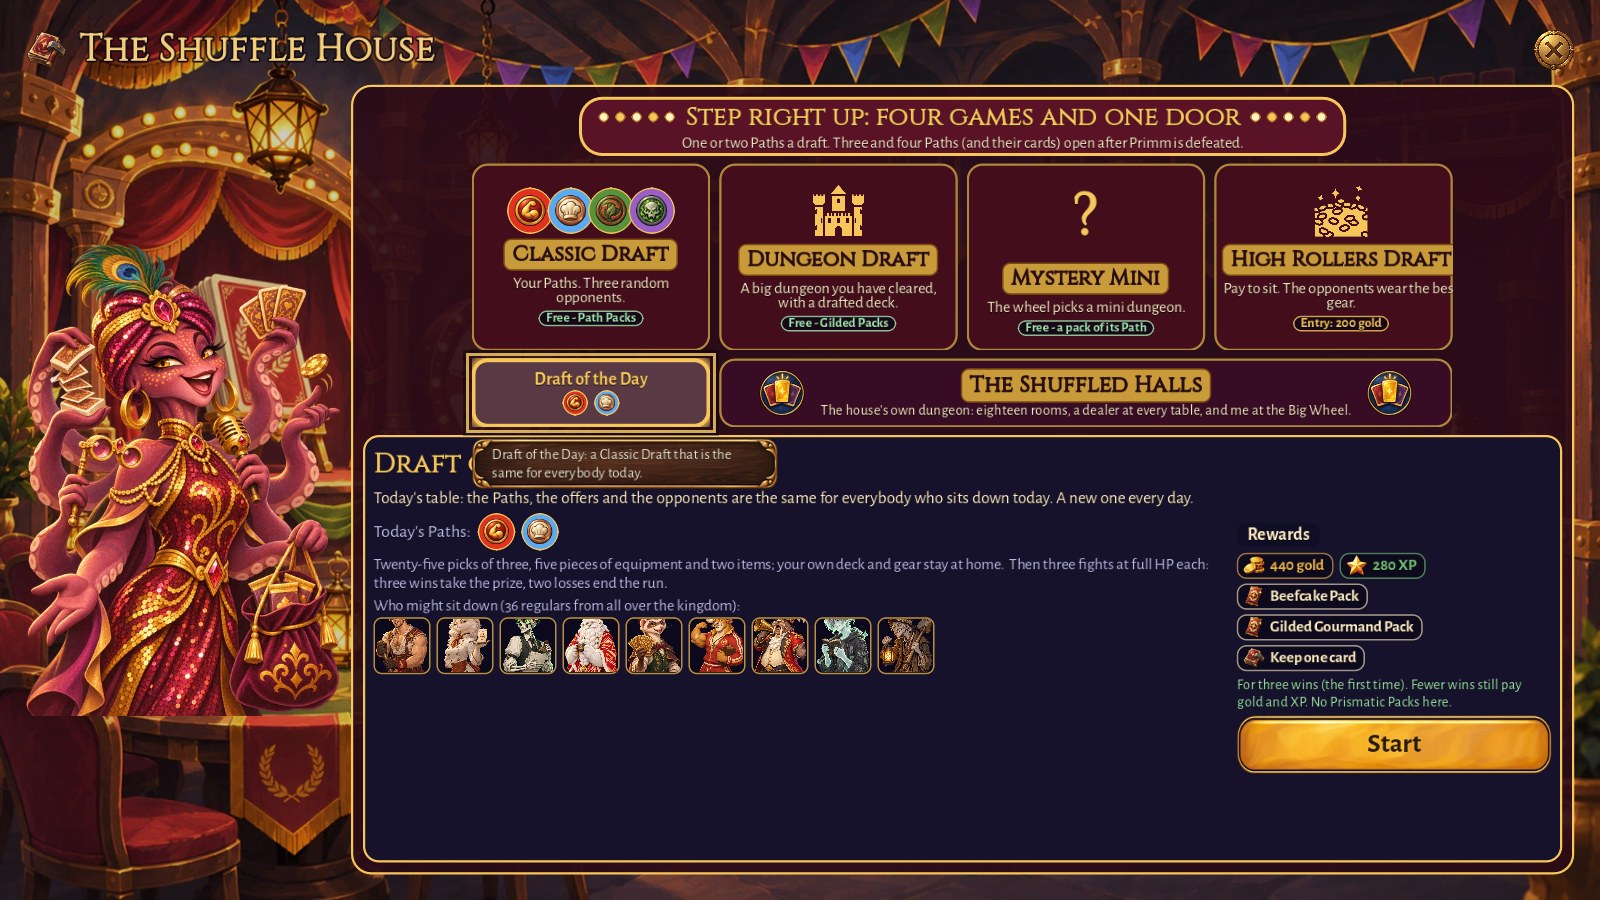 THE SHUFFLE HOUSE
STEP RIGHT UP: FOUR GAMES AND ONE DOOR
One or two Paths a draft. Three and four Paths (and their cards) open after Primm is defeated.
CLASSIC DRAFT
Your Paths. Three random
opponents.
Free - Path Packs
DUNGEON DRAFT
A big dungeon you have cleared,
with a drafted deck.
Free - Gilded Packs
?
MYSTERY MINI
The wheel picks a mini dungeon.
Free - a pack of its Path
HIGH ROLLERS DRAFT
Pay to sit. The opponents wear the bes
gear.
Entry: 200 gold
Draft of the Day
THE SHUFFLED HALLS
The house's own dungeon: eighteen rooms, a dealer at every table, and me at the Big Wheel.
DRAFT
Draft of the Day: a Classic Draft that is the
same for everybody today.
Today's table: the Paths, the offers and the opponents are the same for everybody who sits down today. A new one every day.
Today's Paths:
Twenty-five picks of three, five pieces of equipment and two items; your own deck and gear stay at home. Then three fights at full HP each:
three wins take the prize, two losses end the run.
Who might sit down (36 regulars from all over the kingdom):
Rewards
440 gold
280 XP
Beefcake Pack
Gilded Gourmand Pack
Keep one card
For three wins (the first time). Fewer wins still pay
gold and XP. No Prismatic Packs here.
Start